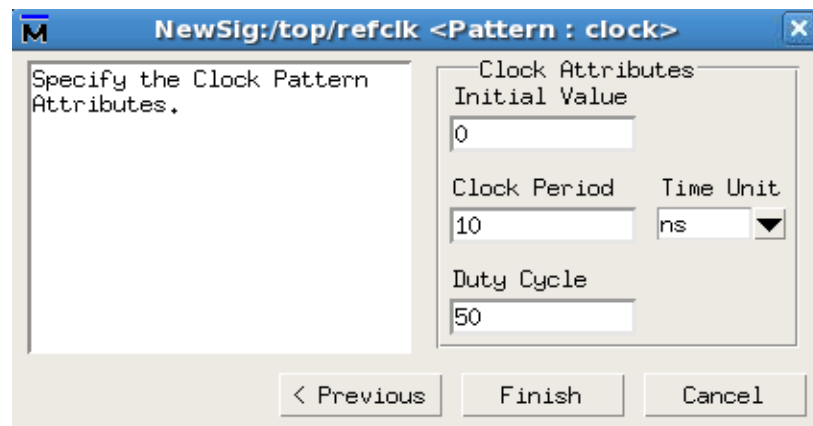 NewSig:/top/refclk <Pattern : clock>
Specify the Clock Pattern
Attributes.
Clock Attributes
Initial Value
0
Clock Period Time Unit
10 ns
Duty Cycle
50
< Previous Finish Cancel